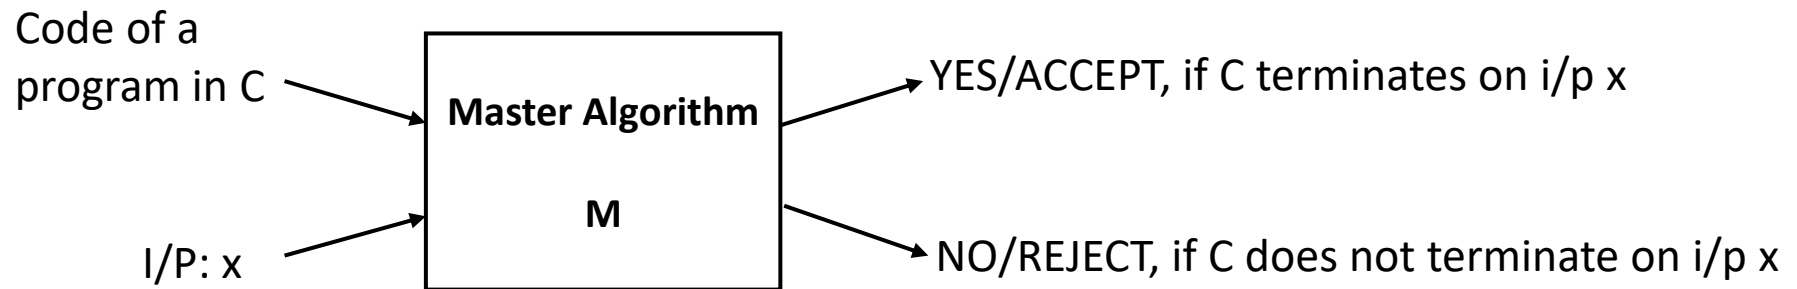 Code of a
program in C
I/P: x
Master Algorithm
M
YES/ACCEPT, if C terminates on i/p x
NO/REJECT, if C does not terminate on i/p x